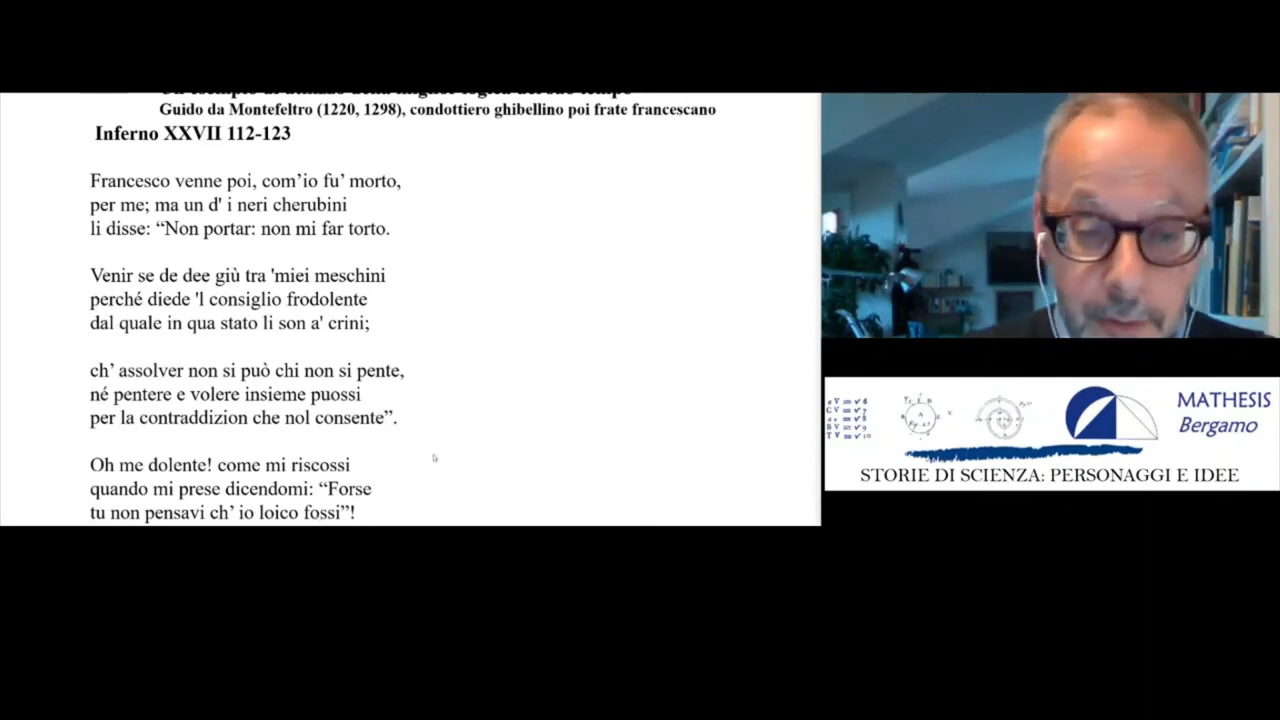 Guido da Montefeltro (1220, 1298), condottiero ghibellino poi frate francescano
Inferno XXVII 112-123
Francesco venne poi, com’io fu’ morto,
per me; ma un d' i neri cherubini
li disse: “Non portar: non mi far torto.
Venir se de dee giù tra 'miei meschini
perché diede 'l consiglio frodolente
dal quale in qua stato li son a' crini;
ch’ assolver non si può chi non si pente,
né pentere e volere insieme puossi
per la contraddizion che nol consente”.
Oh me dolente! come mi riscossi
quando mi prese dicendomi: “Forse
tu non pensavi ch’ io loico fossi”!
MATHESIS
Bergamo
STORIE DI SCIENZA: PERSONAGGI E IDEE